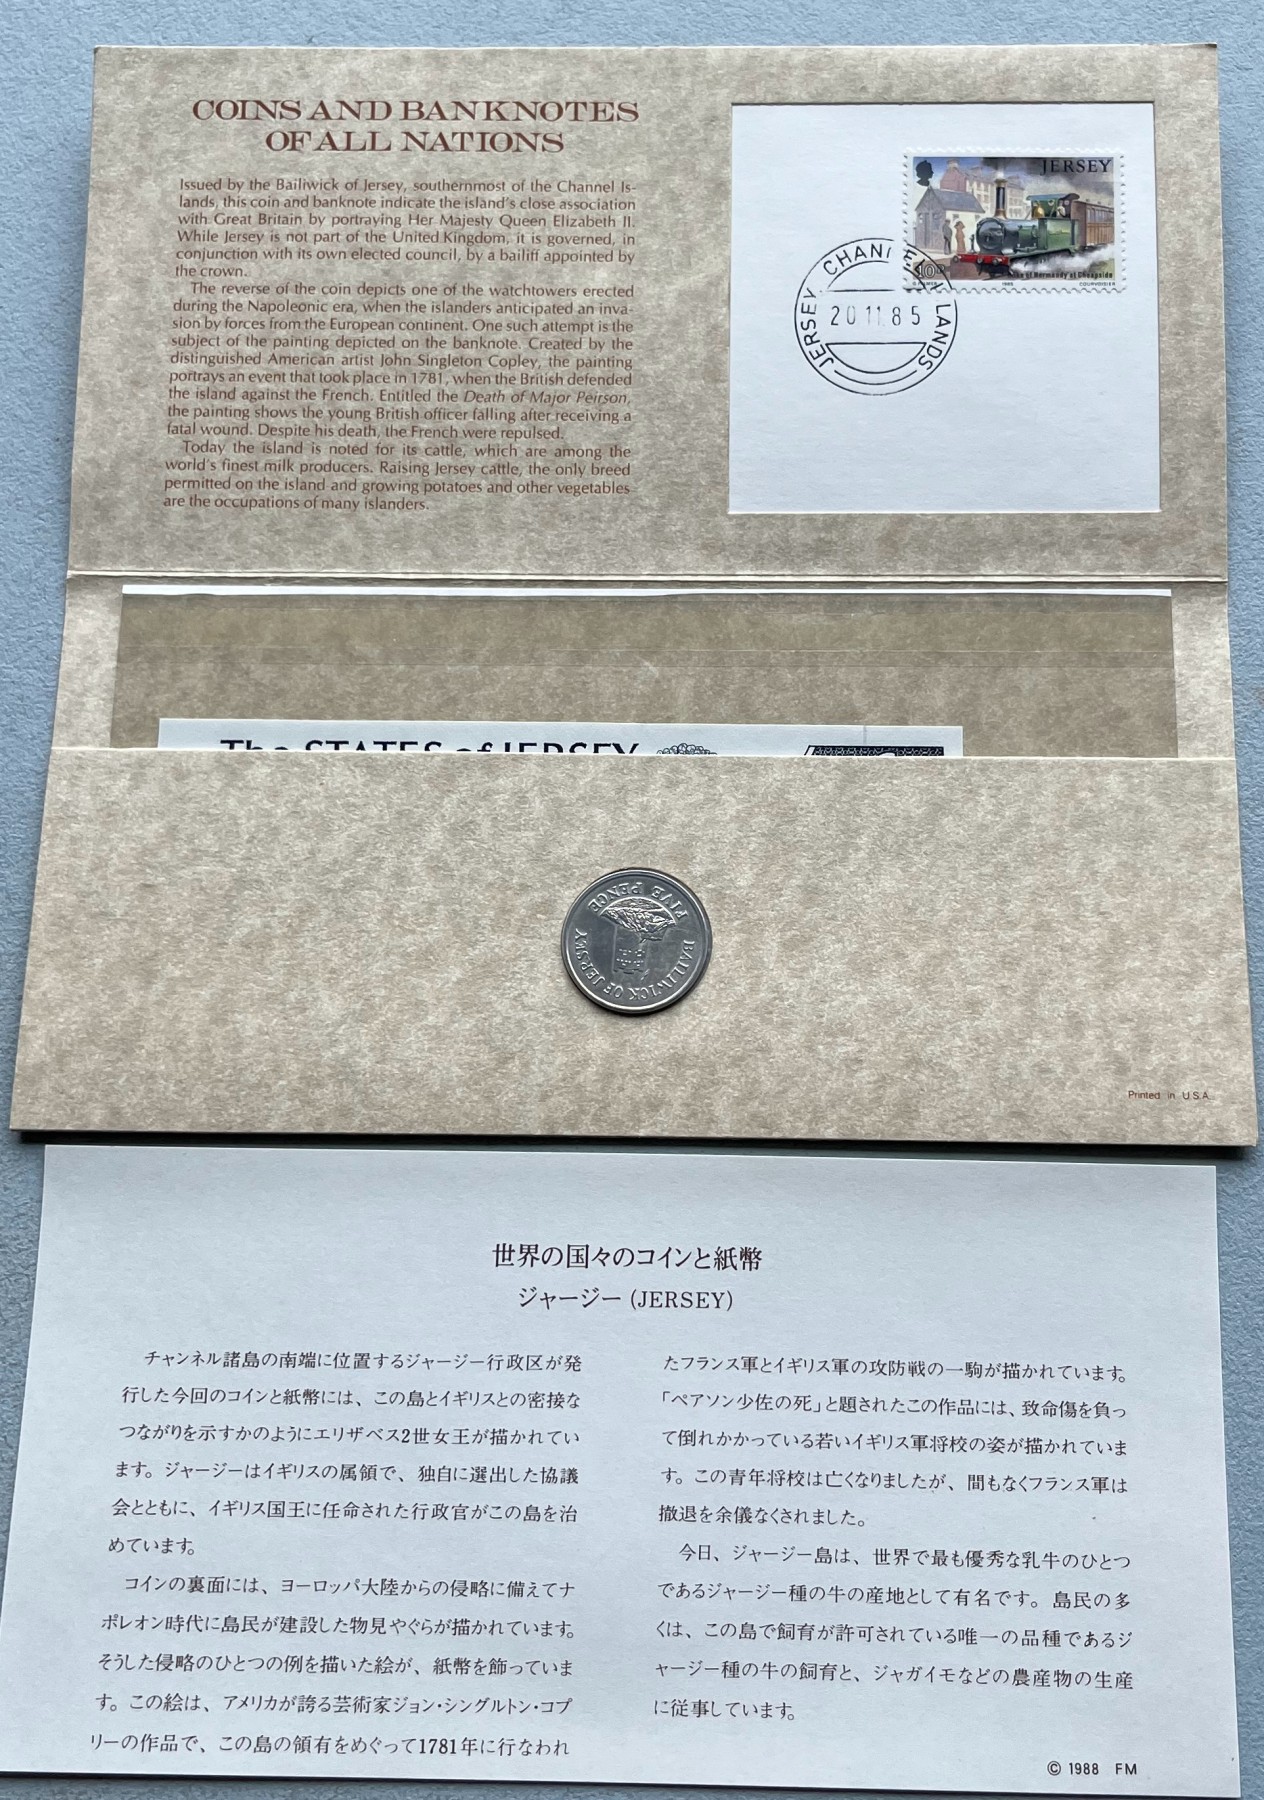 COINS AND BANKNOTES
OF ALL NATIONS
Issued by the Bailiwick of Jersey, southernmost of the Channel Is-
lands, this coin and banknote indicate the island's close association
with Great Britain by portraying Her Majesty Queen Elizabeth II.
While Jersey is not part of the United Kingdom, it is governed, in
conjunction with its own elected council, by a bailiff appointed by
the crown.
The reverse of the coin depicts one of the watchtowers erected
during the Napoleonic era, when the islanders anticipated an inva-
sion by forces from the European continent. One such attempt is the
subject of the painting depicted on the banknote. Created by the
distinguished American artist John Singleton Copley, the painting
portrays an event that took place in 1781, when the British defended
the island against the French. Entitled the Death of Major Peirson,
the painting shows the young British officer falling after receiving a
fatal wound. Despite his death, the French were repulsed.
Today the island is noted for its cattle, which are among the
world's finest milk producers. Raising Jersey cattle, the only breed
permitted on the island and growing potatoes and other vegetables
are the occupations of many islanders.
JERSEY
10p
of Normandy at Cheapside
1985
COURVOISIER
JERSEY CHANNEL ISLANDS
20 11 85
The STATES of JERSEY
FIVE PENCE
BAILIWICK OF JERSEY
Printed in U.S.A.
世界の国々のコインと紙幣
ジャージー (JERSEY)
チャンネル諸島の南端に位置するジャージー行政区が発
行した今回のコインと紙幣には、この島とイギリスとの密接な
つながりを示すかのようにエリザベス2世女王が描かれてい
ます。ジャージーはイギリスの属領で、独自に選出した協議
会とともに、イギリス国王に任命された行政官がこの島を治
めています。
コインの裏面には、ヨーロッパ大陸からの侵略に備えてナ
ポレオン時代に島民が建設した物見やぐらが描かれています。
そうした侵略のひとつの例を描いた絵が、紙幣を飾っていま
す。この絵は、アメリカが誇る芸術家ジョン・シングルトン・コプ
リーの作品で、この島の領有をめぐって1781年に行なわれ
たフランス軍とイギリス軍の攻防戦の一駒が描かれています。
「ペアソン少佐の死」と題されたこの作品には、致命傷を負っ
て倒れかかっている若いイギリス軍将校の姿が描かれていま
す。この青年将校は亡くなりましたが、間もなくフランス軍は
撤退を余儀なくされました。
今日、ジャージー島は、世界で最も優秀な乳牛のひとつ
であるジャージー種の牛の産地として有名です。島民の多
くは、この島で飼育が許可されている唯一の品種であるジ
ャージー種の牛の飼育と、ジャガイモなどの農産物の生産
に従事しています。
© 1988 FM